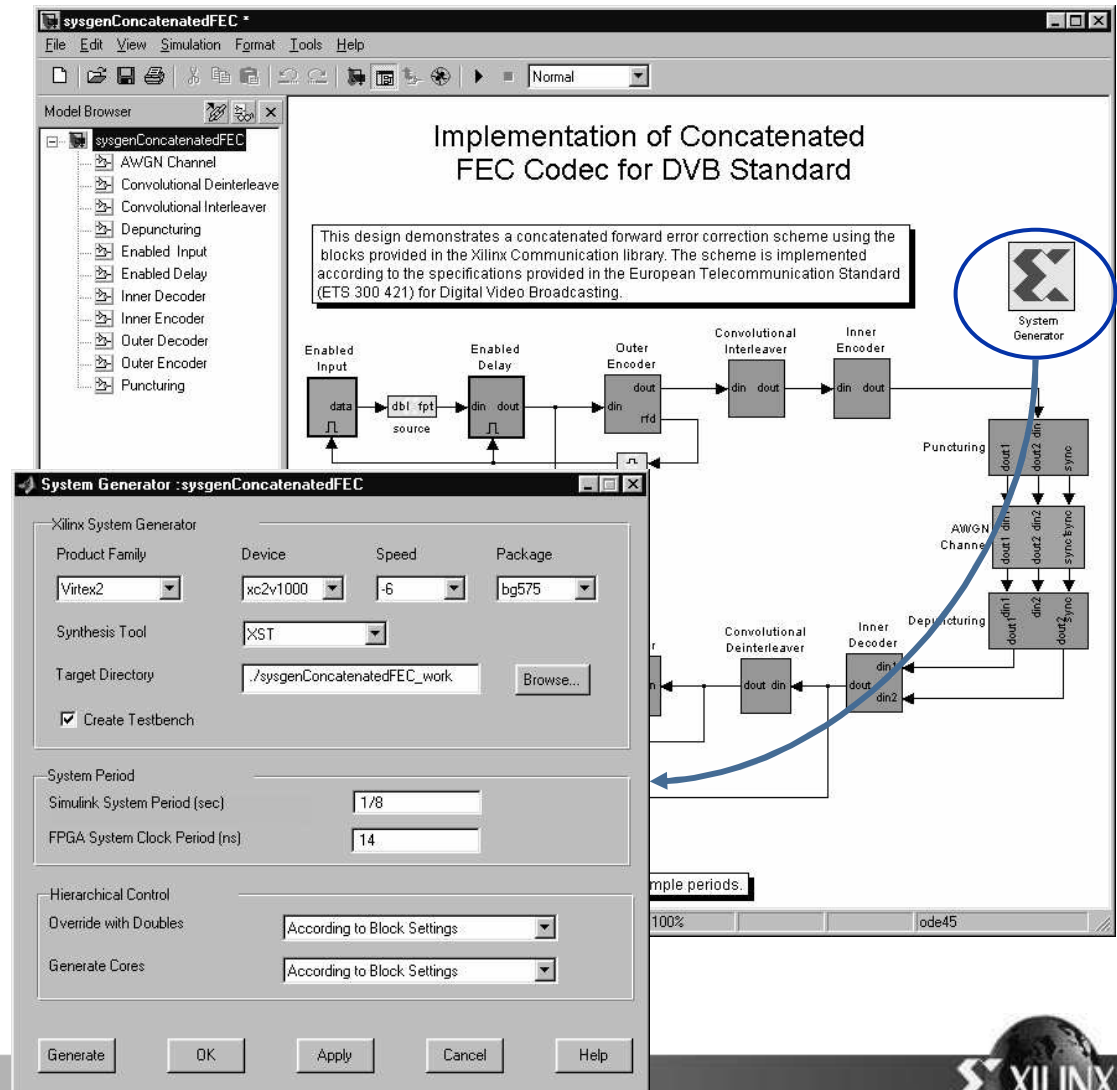 sysgenConcatenatedFEC *
File Edit View Simulation Format Tools Help
Normal
Model Browser
sysgenConcatenatedFEC
AWGN Channel
Convolutional Deinterleave
Convolutional Interleaver
Depuncturing
Enabled Input
Enabled Delay
Inner Decoder
Inner Encoder
Outer Decoder
Outer Encoder
Puncturing
Implementation of Concatenated
FEC Codec for DVB Standard
This design demonstrates a concatenated forward error correction scheme using the
blocks provided in the Xilinx Communication library. The scheme is implemented
according to the specifications provided in the European Telecommunication Standard
(ETS 300 421) for Digital Video Broadcasting.
System
Generator
Enabled
Input
data
dbl fpt
source
Enabled
Delay
din dout
Outer
Encoder
din
dout
rfd
Convolutional
Interleaver
din dout
Inner
Encoder
din dout
Puncturing
din
dout1 dout2 sync
AWGN
Channel
din1 din2 sync
dout1 dout2 sync1
Depuncturing
din1 din2 sync
dout1 dout2
Inner
Decoder
din1
dout
din2
Convolutional
Deinterleaver
dout din
r
n
mple periods.
100%
ode45
System Generator :sysgenConcatenatedFEC
Xilinx System Generator
Product Family Device Speed Package
Virtex2 xc2v1000 -6 bg575
Synthesis Tool XST
Target Directory ./sysgenConcatenatedFEC_work Browse...
Create Testbench
System Period
Simulink System Period (sec) 1/8
FPGA System Clock Period (ns) 14
Hierarchical Control
Override with Doubles According to Block Settings
Generate Cores According to Block Settings
Generate OK Apply Cancel Help
XILINX